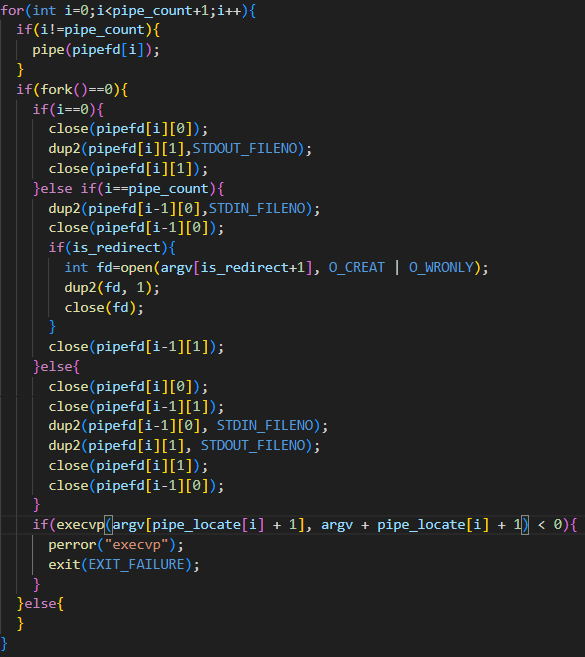 for(int i=0;i<pipe_count+1;i++){
  if(i!=pipe_count){
    pipe(pipefd[i]);
  }
  if(fork()==0){
    if(i==0){
      close(pipefd[i][0]);
      dup2(pipefd[i][1],STDOUT_FILENO);
      close(pipefd[i][1]);
    }else if(i==pipe_count){
      dup2(pipefd[i-1][0],STDIN_FILENO);
      close(pipefd[i-1][0]);
      if(is_redirect){
        int fd=open(argv[is_redirect+1], O_CREAT | O_WRONLY);
        dup2(fd, 1);
        close(fd);
      }
      close(pipefd[i-1][1]);
    }else{
      close(pipefd[i][0]);
      close(pipefd[i-1][1]);
      dup2(pipefd[i-1][0], STDIN_FILENO);
      dup2(pipefd[i][1], STDOUT_FILENO);
      close(pipefd[i][1]);
      close(pipefd[i-1][0]);
    }
    if(execvp(argv[pipe_locate[i] + 1], argv + pipe_locate[i] + 1) < 0){
      perror("execvp");
      exit(EXIT_FAILURE);
    }
  }else{
  }
}